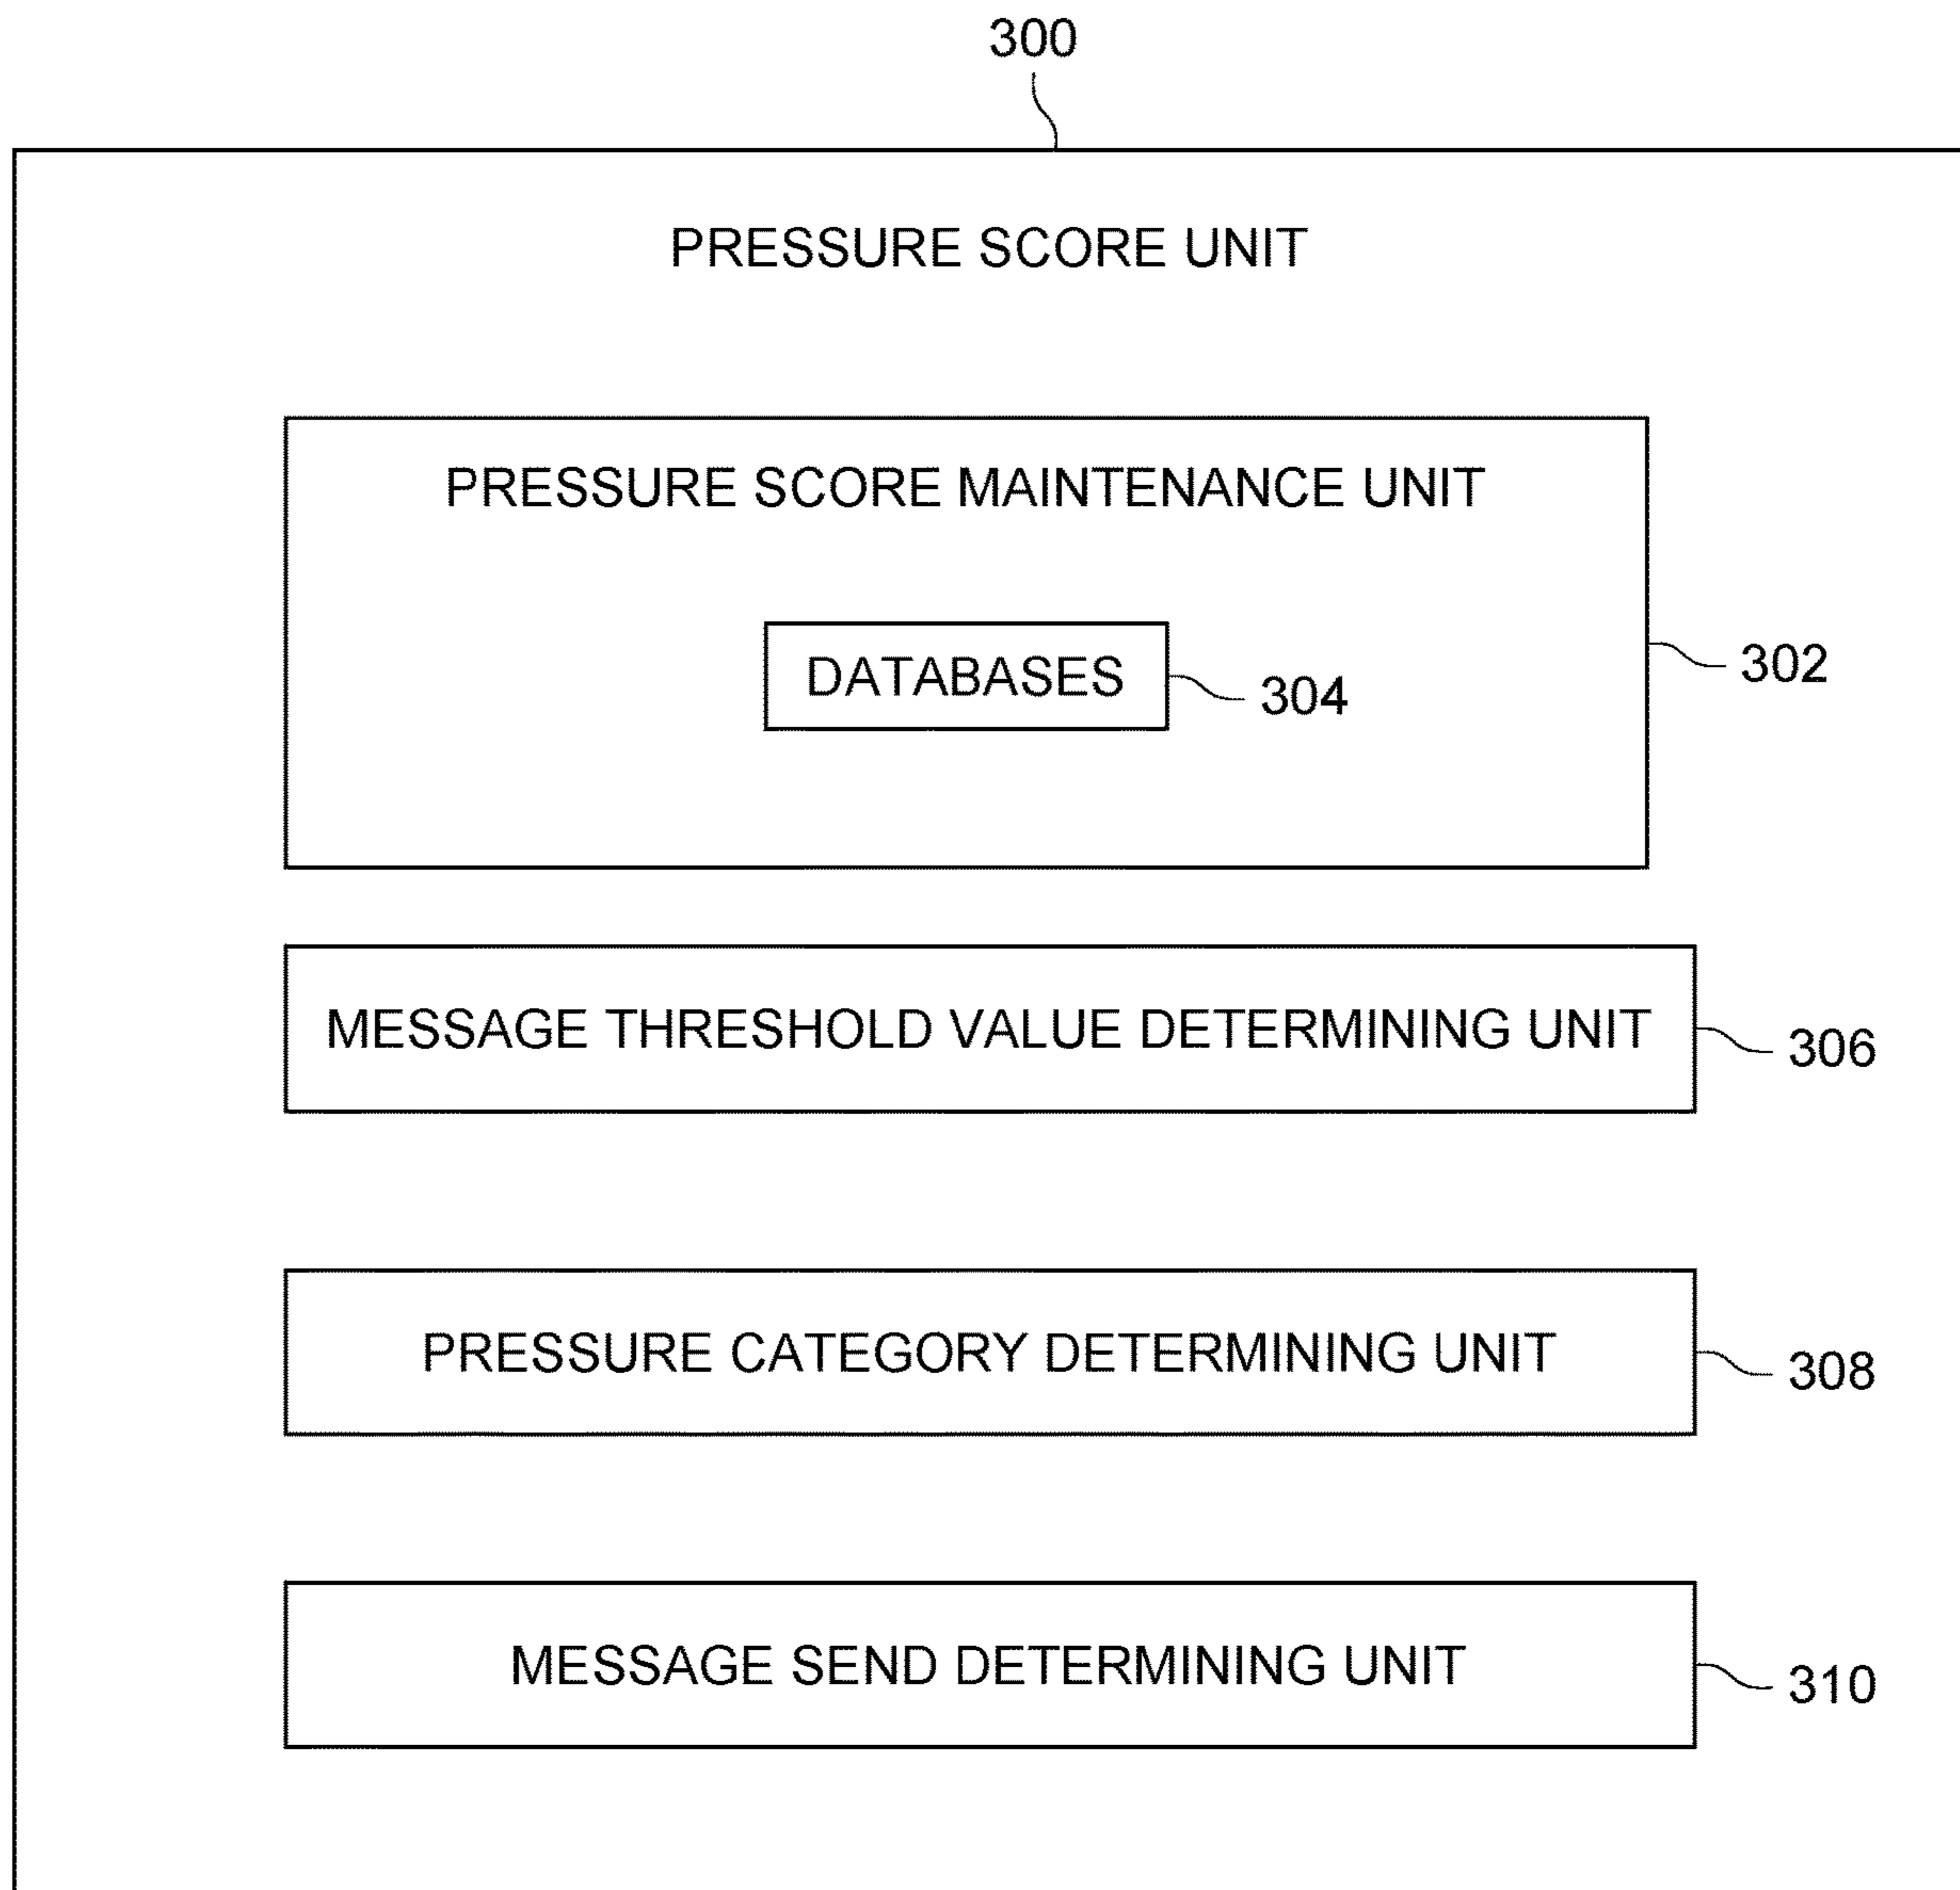 300
PRESSURE SCORE UNIT
PRESSURE SCORE MAINTENANCE UNIT
302
DATABASES
304
MESSAGE THRESHOLD VALUE DETERMINING UNIT
306
PRESSURE CATEGORY DETERMINING UNIT
308
MESSAGE SEND DETERMINING UNIT
310